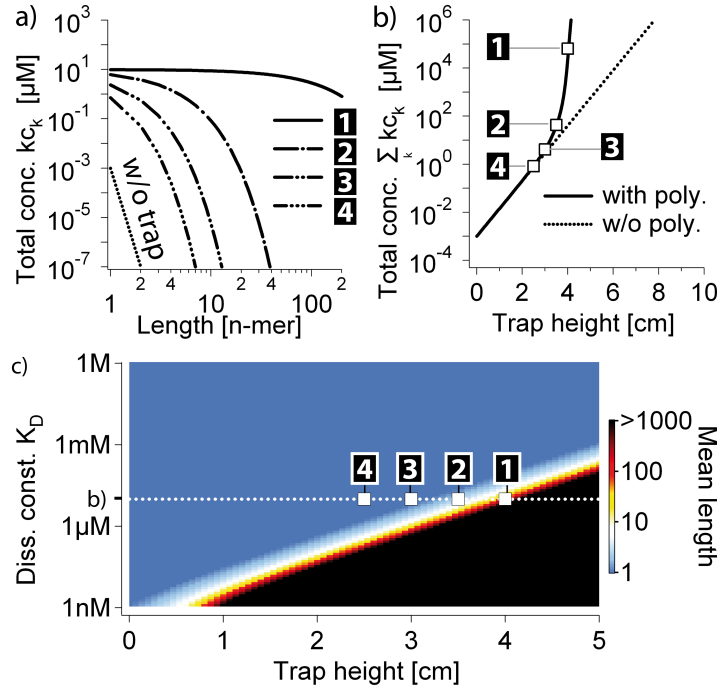 a)
Total conc. kcₖ [μM]
10¹
10⁻¹
10⁻³
10⁻⁵
10⁻⁷
w/o trap
1
2
3
4
1 2 4 10 2 4 100 2
Length [n-mer]
b)
Total conc. Σₖ kcₖ [μM]
10⁶
10⁴
10²
10⁰
10⁻²
10⁻⁴
1
2
3
4
with poly.
w/o poly.
0 2 4 6 8 10
Trap height [cm]
c)
Diss. const. K_D
1M
1mM
b)
1μM
1nM
4 3 2 1
0 1 2 3 4 5
Trap height [cm]
>1000
100
10
1
Mean length